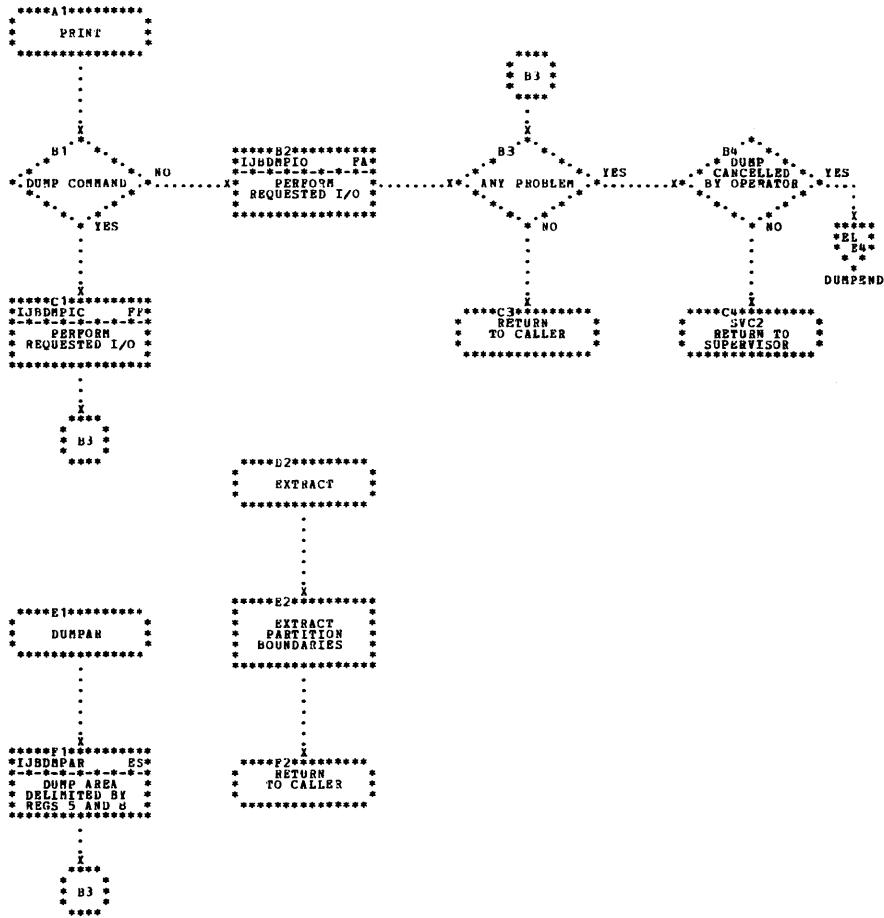 A1
PRINT
B3
B1
DUMP COMMAND
NO
YES
B2
IJBDMPIO FA
PERFORM
REQUESTED I/O
B3
ANY PROBLEM
YES
NO
B4
DUMP
CANCELLED
BY OPERATOR
YES
NO
EL
E4
DUMPEND
C1
IJBDMPIC FF
PERFORM
REQUESTED I/O
C3
RETURN
TO CALLER
C4
SVC2
RETURN TO
SUPERVISOR
B3
D2
EXTRACT
E1
DUMPAR
E2
EXTRACT
PARTITION
BOUNDARIES
F1
IJBDMPAR ES
DUMP AREA
DELIMITED BY
REGS 5 AND
F2
RETURN
TO CALLER
B3